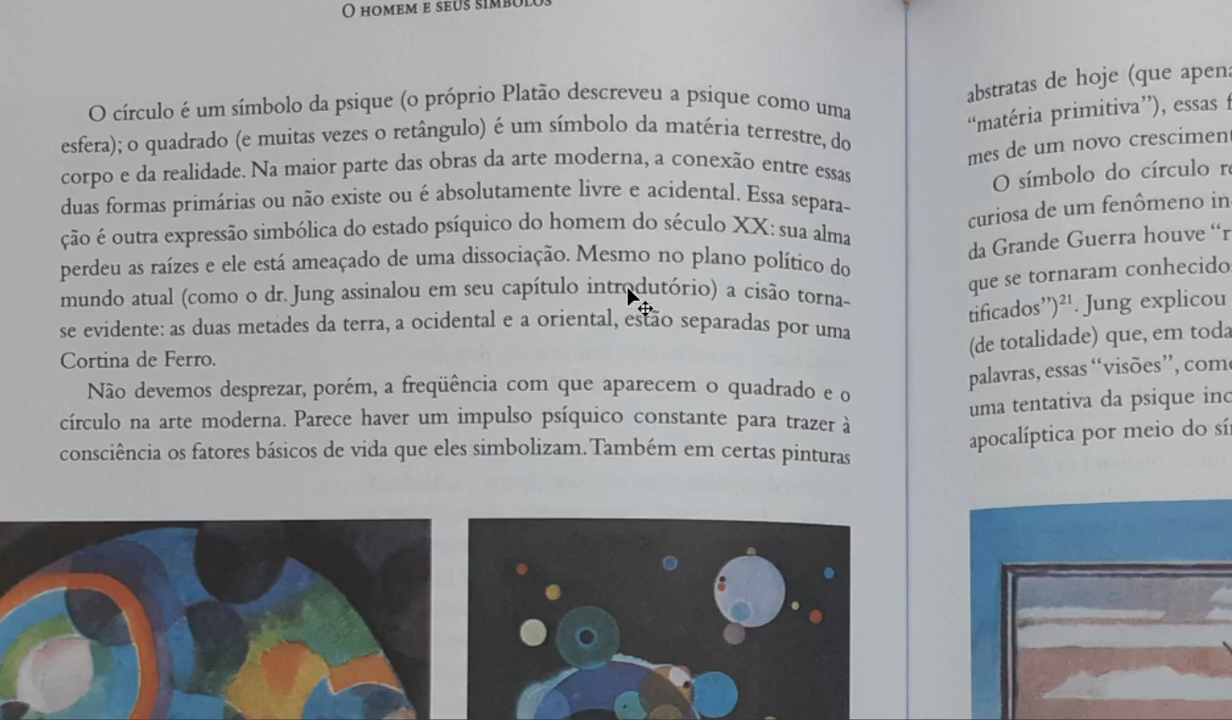 O HOMEM E SEUS SÍMBOLOS
O círculo é um símbolo da psique (o próprio Platão descreveu a psique como uma
esfera); o quadrado (e muitas vezes o retângulo) é um símbolo da matéria terrestre, do
corpo e da realidade. Na maior parte das obras da arte moderna, a conexão entre essas
duas formas primárias ou não existe ou é absolutamente livre e acidental. Essa separa-
ção é outra expressão simbólica do estado psíquico do homem do século XX: sua alma
perdeu as raízes e ele está ameaçado de uma dissociação. Mesmo no plano político do
mundo atual (como o dr. Jung assinalou em seu capítulo introdutório) a cisão torna-
se evidente: as duas metades da terra, a ocidental e a oriental, estão separadas por uma
Cortina de Ferro.
Não devemos desprezar, porém, a freqüência com que aparecem o quadrado e o
círculo na arte moderna. Parece haver um impulso psíquico constante para trazer à
consciência os fatores básicos de vida que eles simbolizam. Também em certas pinturas
abstratas de hoje (que
“matéria primitiva”), essas
mes de um novo
O símbolo do círculo
curiosa de um fenômeno
da Grande Guerra houve
que se tornaram
tificados”)²¹. Jung explicou
(de totalidade) que, em
palavras, essas “visões”,
uma tentativa da psique
apocalíptica por meio do